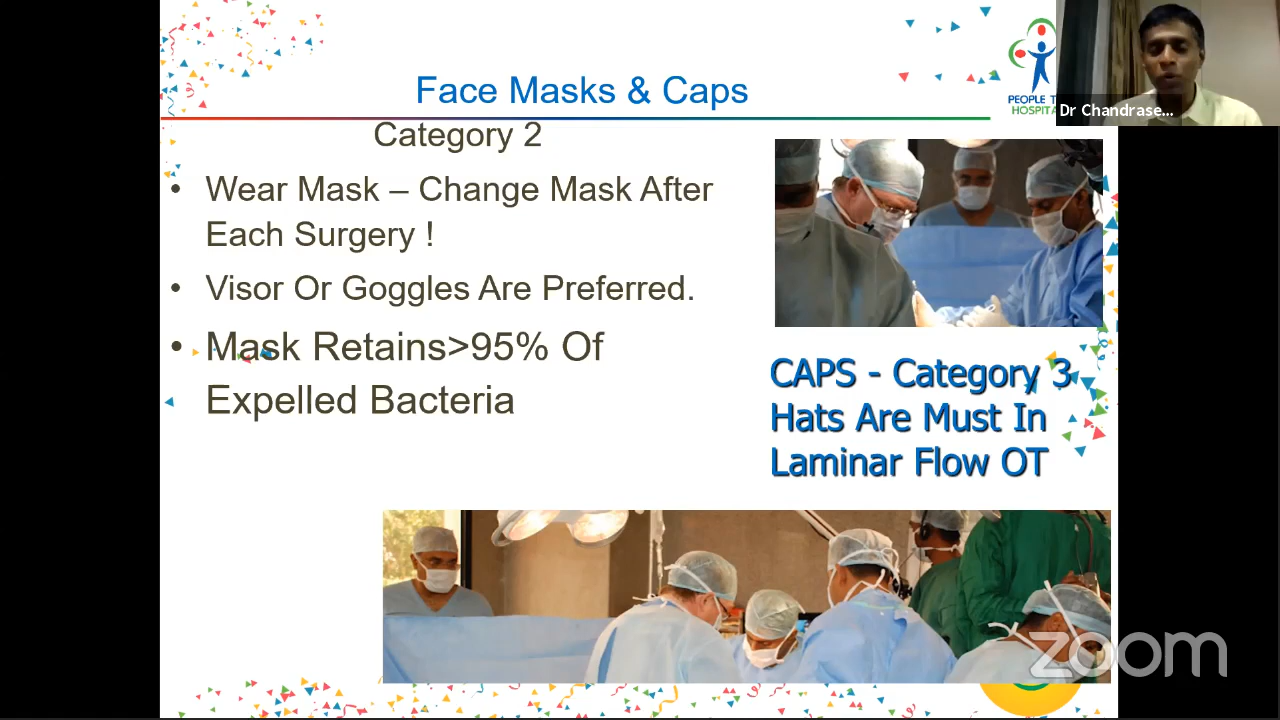 Face Masks & Caps
PEOPLE
HOSPITA
Dr Chandrase...
Category 2
• Wear Mask – Change Mask After
Each Surgery !
• Visor Or Goggles Are Preferred.
• Mask Retains>95% Of
Expelled Bacteria
CAPS - Category 3
Hats Are Must In
Laminar Flow OT
zoom